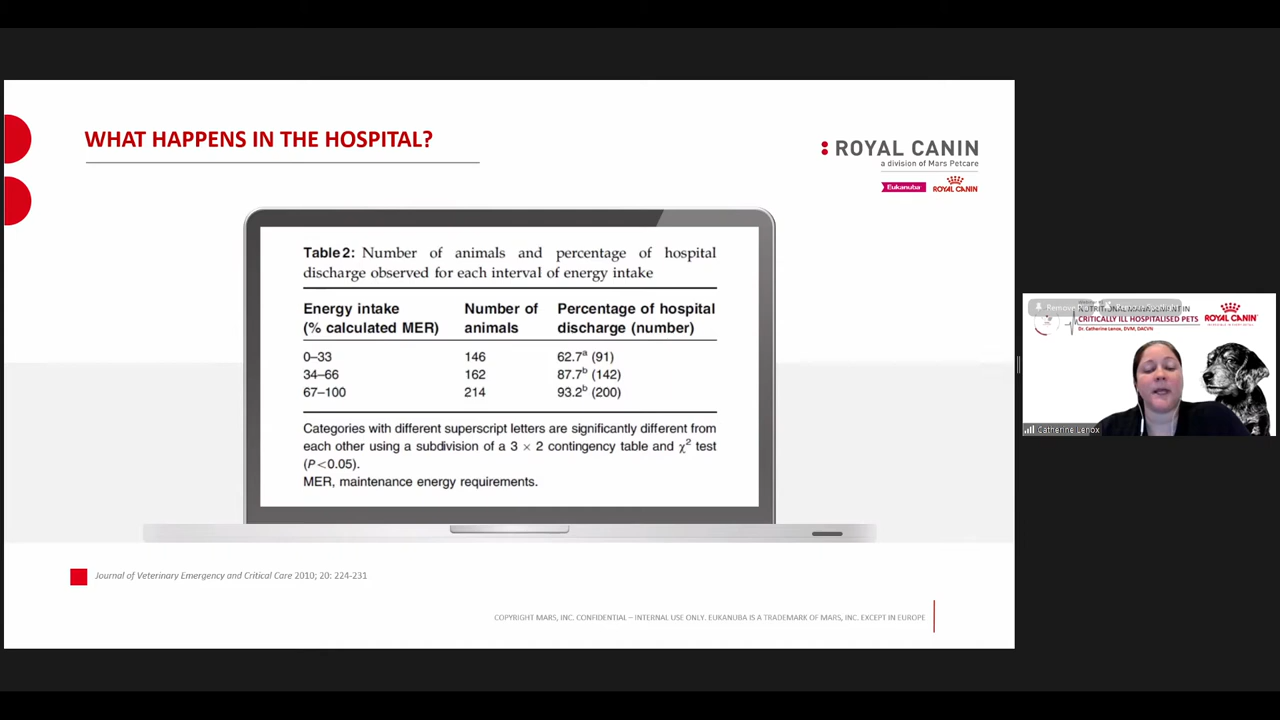 WHAT HAPPENS IN THE HOSPITAL?
ROYAL CANIN
a division of Mars Petcare
Eukanuba
ROYAL CANIN
Table 2: Number of animals and percentage of hospital
discharge observed for each interval of energy intake
Energy intake Number of Percentage of hospital
(% calculated MER) animals discharge (number)
0–33 146 62.7ᵃ (91)
34–66 162 87.7ᵇ (142)
67–100 214 93.2ᵇ (200)
Categories with different superscript letters are significantly different from
each other using a subdivision of a 3 × 2 contingency table and χ² test
(P<0.05).
MER, maintenance energy requirements.
Journal of Veterinary Emergency and Critical Care 2010; 20: 224-231
COPYRIGHT MARS, INC. CONFIDENTIAL – INTERNAL USE ONLY. EUKANUBA IS A TRADEMARK OF MARS, INC. EXCEPT IN EUROPE
CRITICALLY ILL HOSPITALISED PETS
Dr. Catherine Lenox, DVM, DACVN
ROYAL CANIN
Catherine Lenox